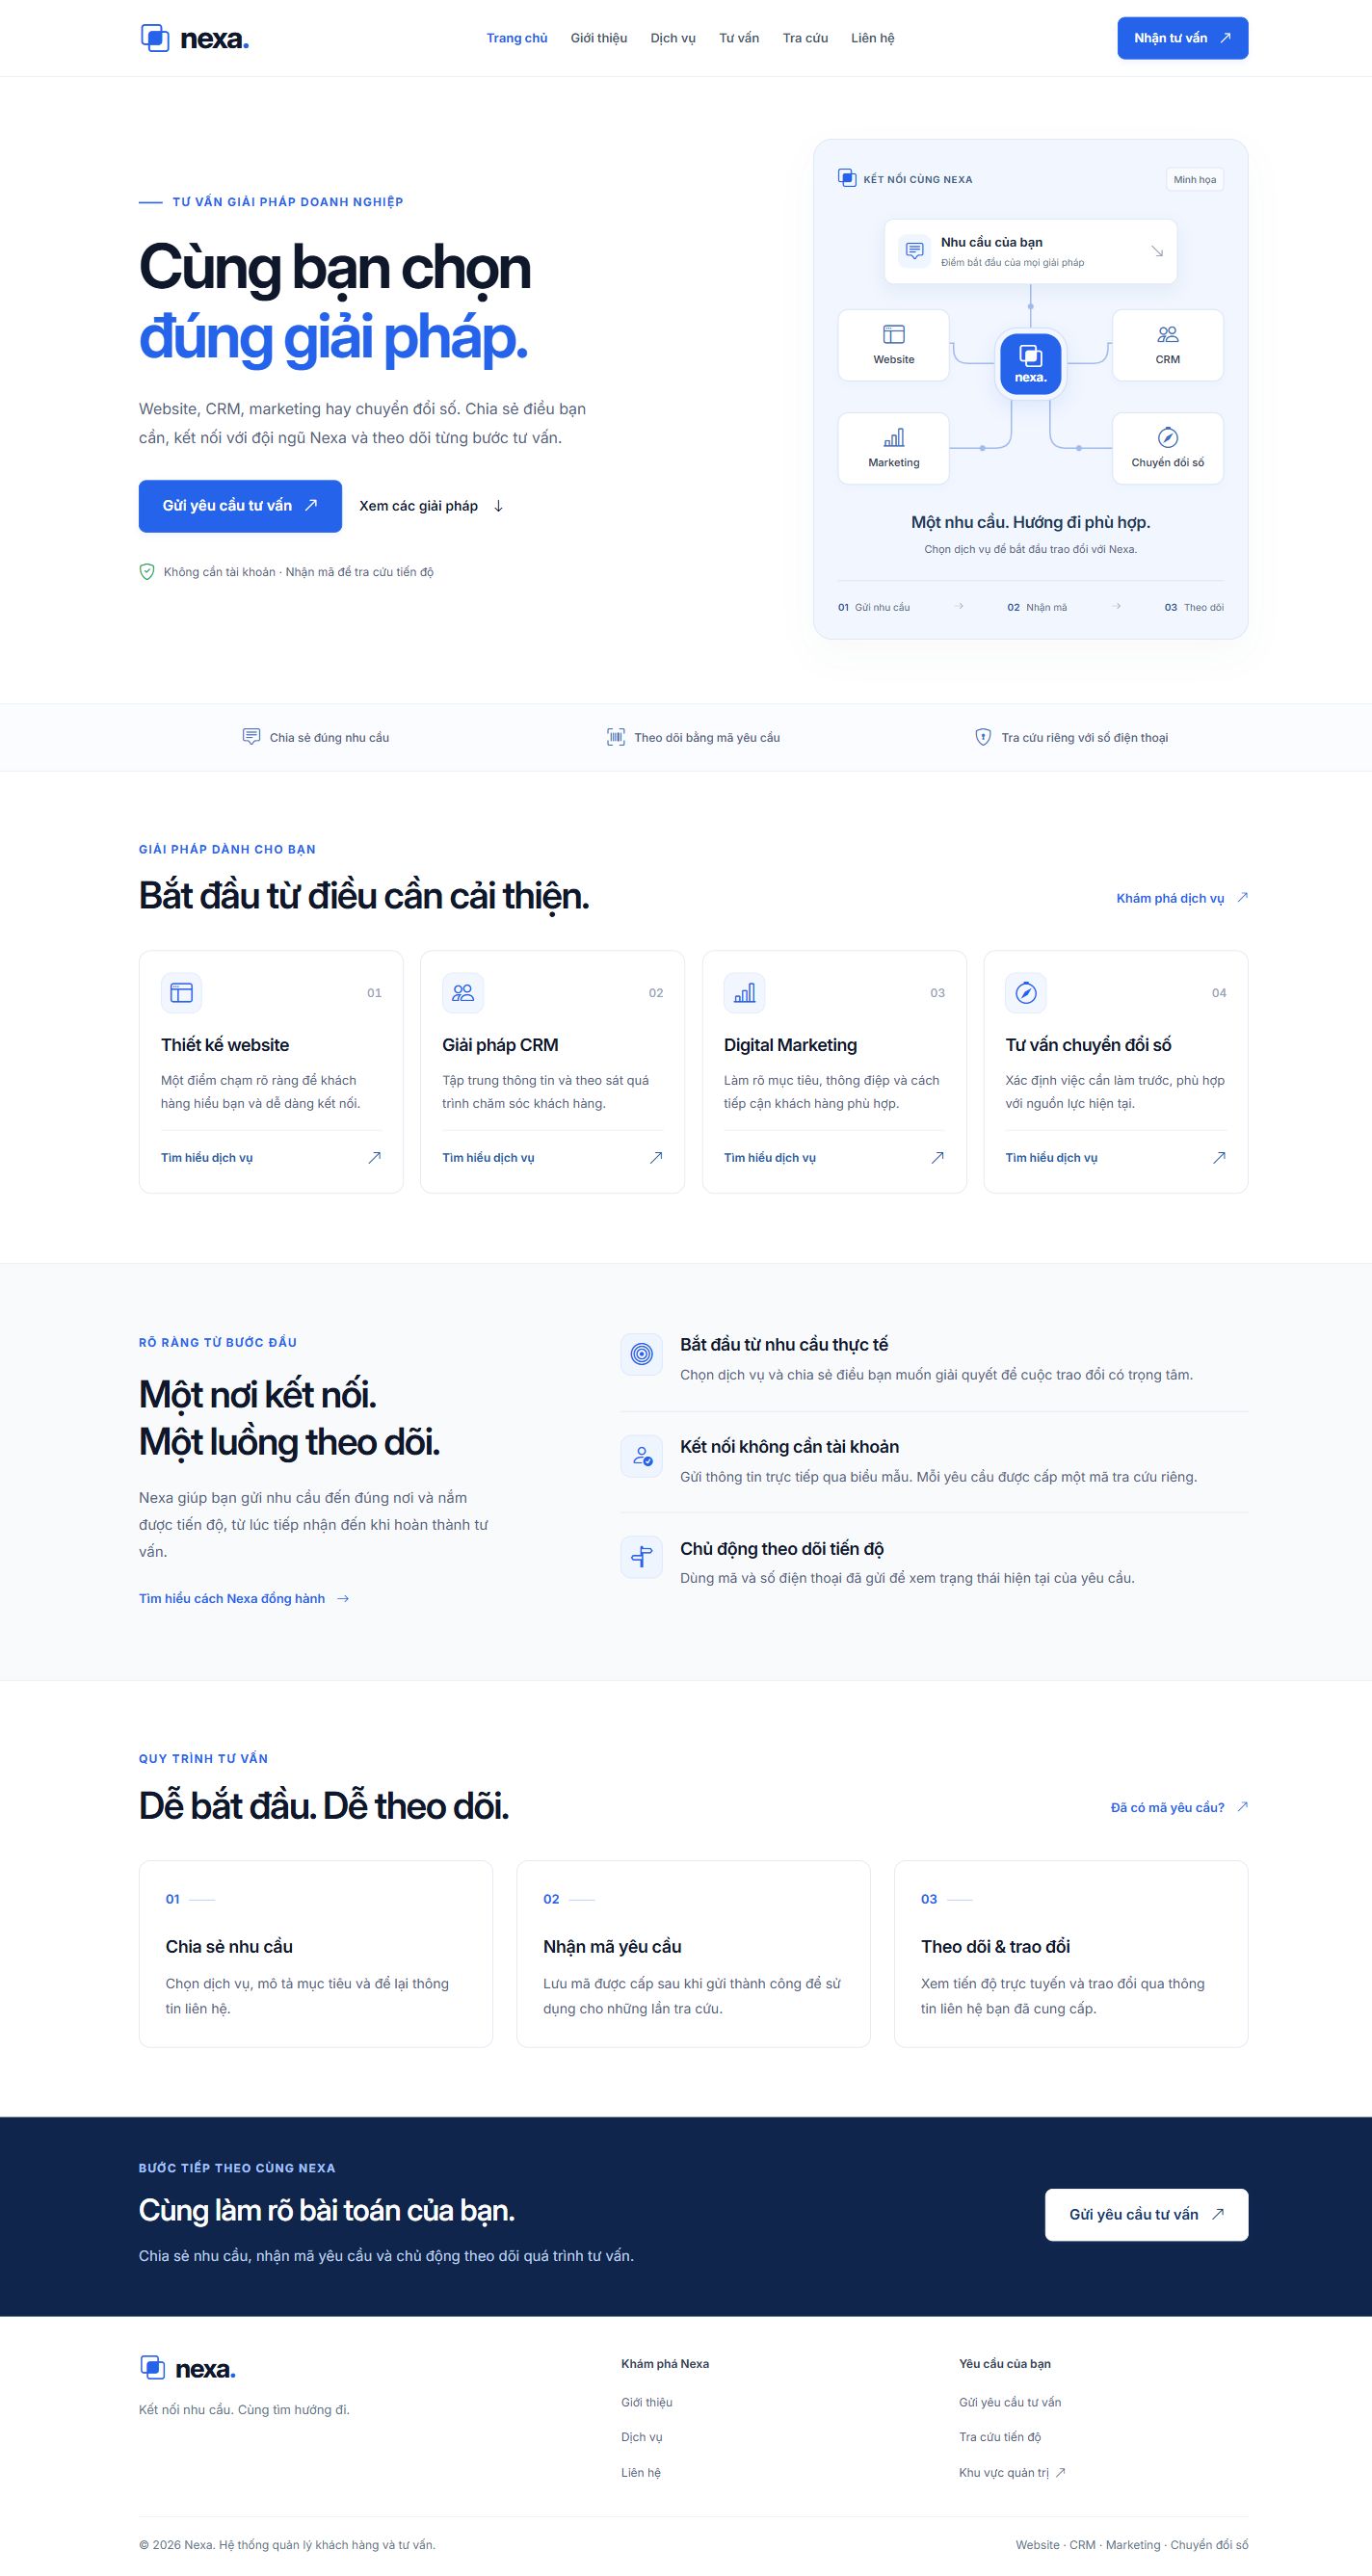 nexa.
Trang chủ
Giới thiệu
Dịch vụ
Tư vấn
Tra cứu
Liên hệ
Nhận tư vấn
TƯ VẤN GIẢI PHÁP DOANH NGHIỆP
Cùng bạn chọn
đúng giải pháp.
Website, CRM, marketing hay chuyển đổi số. Chia sẻ điều bạn
cần, kết nối với đội ngũ Nexa và theo dõi từng bước tư vấn.
Gửi yêu cầu tư vấn
Xem các giải pháp
Không cần tài khoản · Nhận mã để tra cứu tiến độ
KẾT NỐI CÙNG NEXA
Minh họa
Nhu cầu của bạn
Điểm bắt đầu của mọi giải pháp
Website
nexa.
CRM
Marketing
Chuyển đổi số
Một nhu cầu. Hướng đi phù hợp.
Chọn dịch vụ để bắt đầu trao đổi với Nexa.
01 Gửi nhu cầu
02 Nhận mã
03 Theo dõi
Chia sẻ đúng nhu cầu
Theo dõi bằng mã yêu cầu
Tra cứu riêng với số điện thoại
GIẢI PHÁP DÀNH CHO BẠN
Bắt đầu từ điều cần cải thiện.
Khám phá dịch vụ
01
Thiết kế website
Một điểm chạm rõ ràng để khách
hàng hiểu bạn và dễ dàng kết nối.
Tìm hiểu dịch vụ
02
Giải pháp CRM
Tập trung thông tin và theo sát quá
trình chăm sóc khách hàng.
Tìm hiểu dịch vụ
03
Digital Marketing
Làm rõ mục tiêu, thông điệp và cách
tiếp cận khách hàng phù hợp.
Tìm hiểu dịch vụ
04
Tư vấn chuyển đổi số
Xác định việc cần làm trước, phù hợp
với nguồn lực hiện tại.
Tìm hiểu dịch vụ
RÕ RÀNG TỪ BƯỚC ĐẦU
Một nơi kết nối.
Một luồng theo dõi.
Nexa giúp bạn gửi nhu cầu đến đúng nơi và nắm
được tiến độ, từ lúc tiếp nhận đến khi hoàn thành tư
vấn.
Tìm hiểu cách Nexa đồng hành
Bắt đầu từ nhu cầu thực tế
Chọn dịch vụ và chia sẻ điều bạn muốn giải quyết để cuộc trao đổi có trọng tâm.
Kết nối không cần tài khoản
Gửi thông tin trực tiếp qua biểu mẫu. Mỗi yêu cầu được cấp một mã tra cứu riêng.
Chủ động theo dõi tiến độ
Dùng mã và số điện thoại đã gửi để xem trạng thái hiện tại của yêu cầu.
QUY TRÌNH TƯ VẤN
Dễ bắt đầu. Dễ theo dõi.
Đã có mã yêu cầu?
01
Chia sẻ nhu cầu
Chọn dịch vụ, mô tả mục tiêu và để lại thông
tin liên hệ.
02
Nhận mã yêu cầu
Lưu mã được cấp sau khi gửi thành công để sử
dụng cho những lần tra cứu.
03
Theo dõi & trao đổi
Xem tiến độ trực tuyến và trao đổi qua thông
tin liên hệ bạn đã cung cấp.
BƯỚC TIẾP THEO CÙNG NEXA
Cùng làm rõ bài toán của bạn.
Chia sẻ nhu cầu, nhận mã yêu cầu và chủ động theo dõi quá trình tư vấn.
Gửi yêu cầu tư vấn
nexa.
Kết nối nhu cầu. Cùng tìm hướng đi.
Khám phá Nexa
Giới thiệu
Dịch vụ
Liên hệ
Yêu cầu của bạn
Gửi yêu cầu tư vấn
Tra cứu tiến độ
Khu vực quản trị
© 2026 Nexa. Hệ thống quản lý khách hàng và tư vấn.
Website · CRM · Marketing · Chuyển đổi số